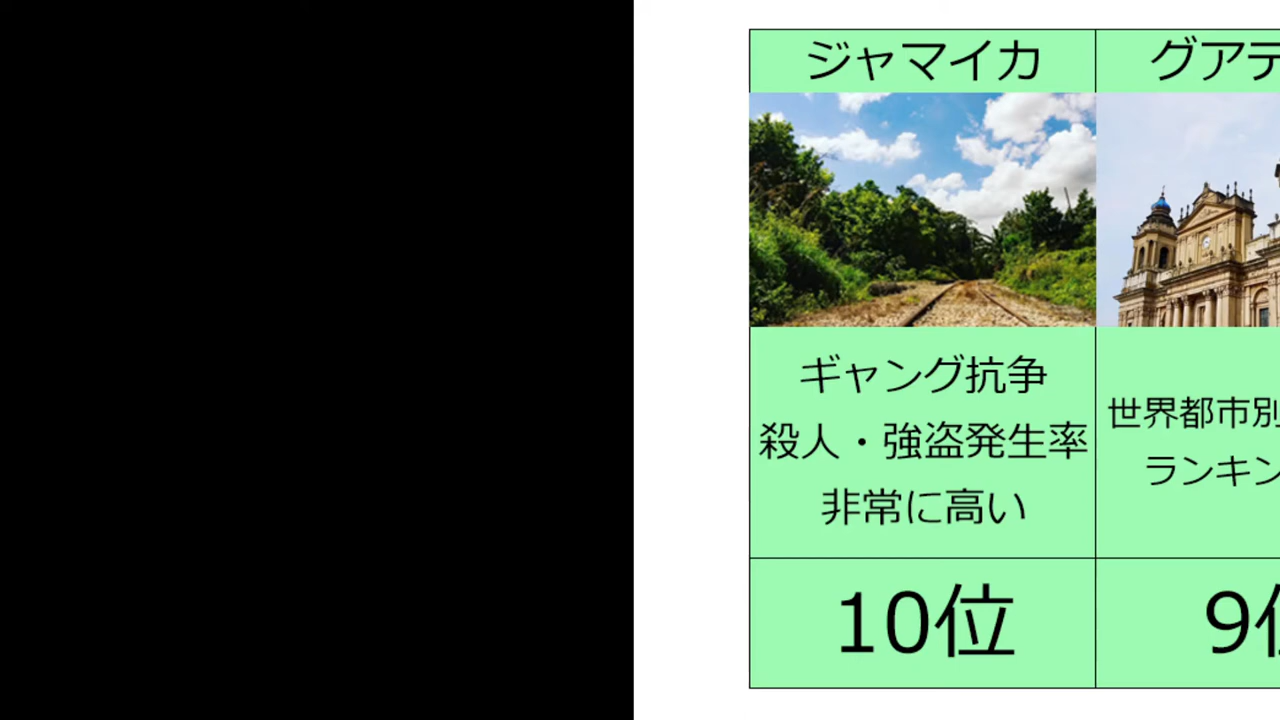 ジャマイカ
ギャング抗争
殺人・強盗発生率
非常に高い
10位
グアテ
世界都市別
ランキン
9位